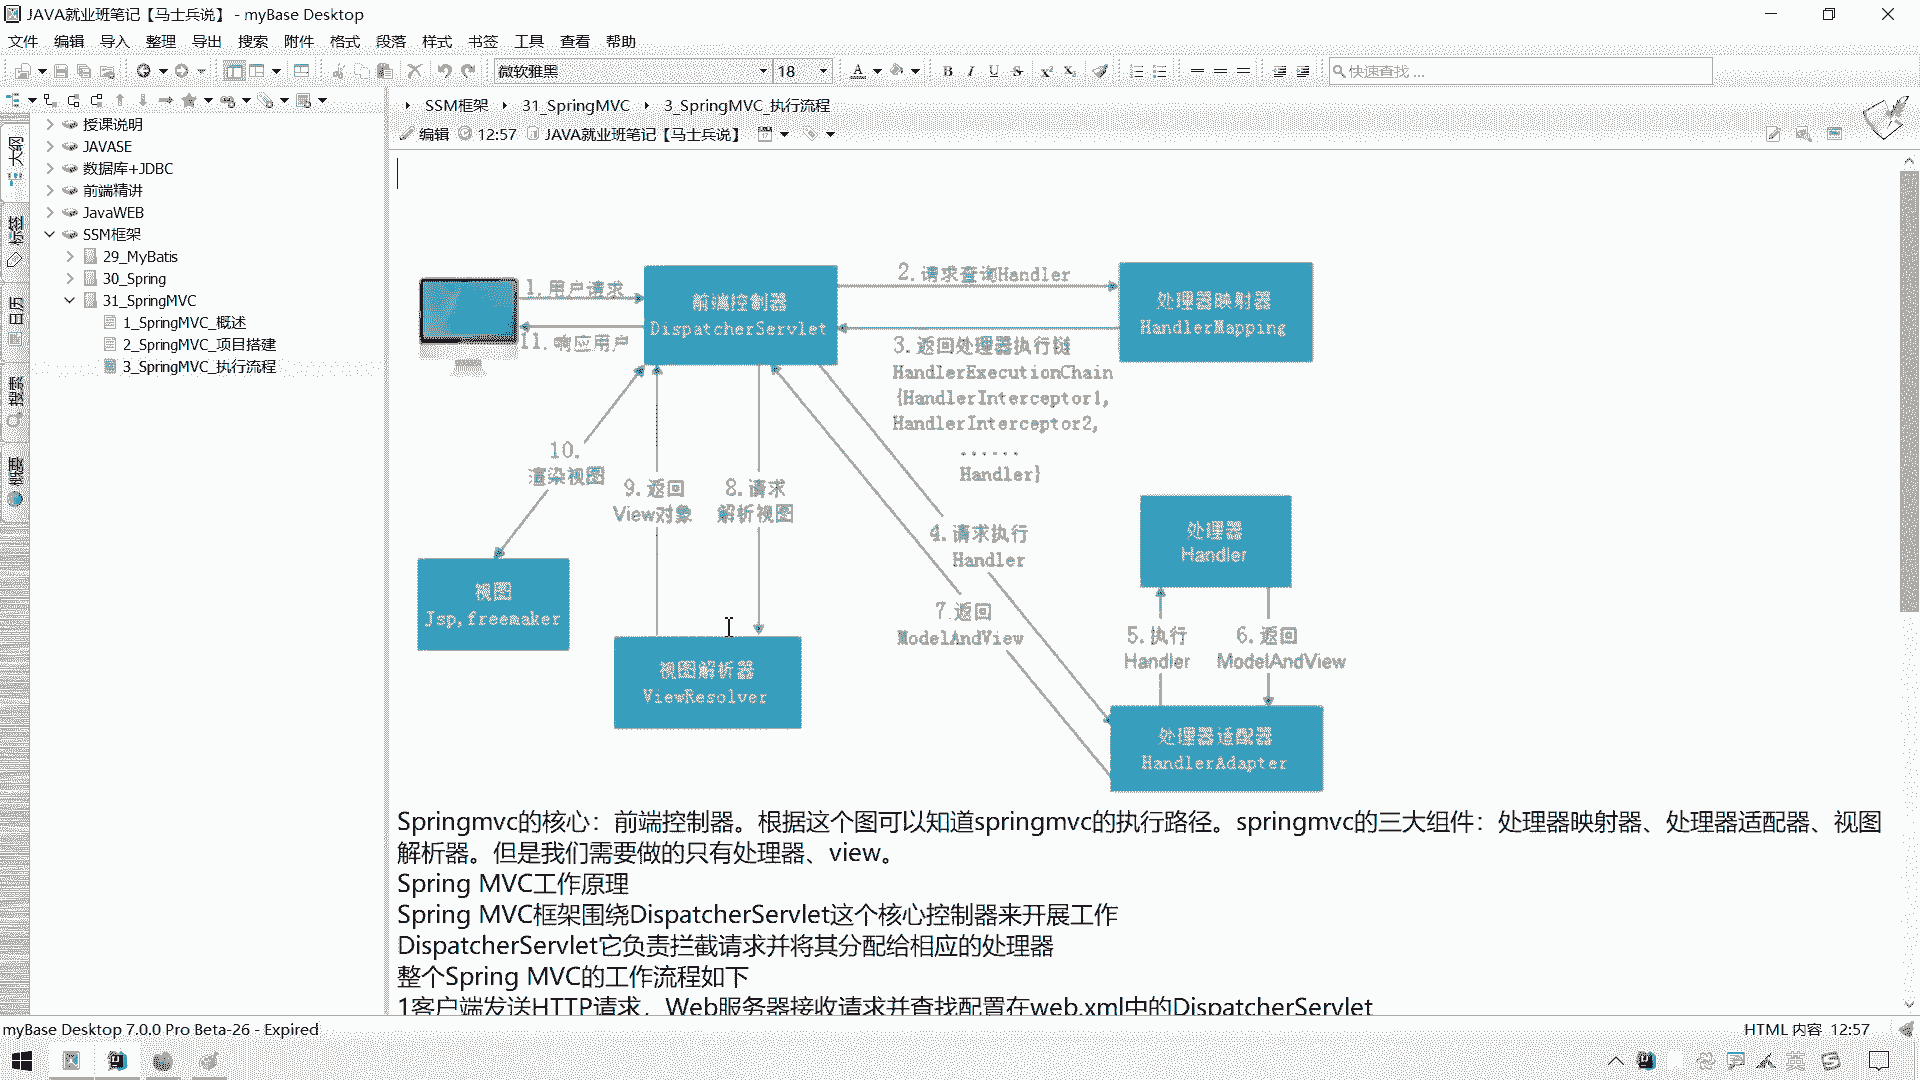 JAVA就业班笔记【马士兵说】 - myBase Desktop
文件 编辑 导入 整理 导出 搜索 附件 格式 段落 样式 书签 工具 查看 帮助
微软雅黑 18 快速查找 ...
SSM框架 31_SpringMVC 3_SpringMVC_执行流程
编辑 12:57 JAVA就业班笔记【马士兵说】
大纲
标签
日历
搜索
概要
授课说明
JAVASE
数据库+JDBC
前端精讲
JavaWEB
SSM框架
29_MyBatis
30_Spring
31_SpringMVC
1_SpringMVC_概述
2_SpringMVC_项目搭建
3_SpringMVC_执行流程
1.用户请求
11.响应用户
前端控制器
DispatcherServlet
2.请求查询Handler
处理器映射器
HandlerMapping
3.返回处理器执行链
HandlerExecutionChain
{HandlerInterceptor1,
HandlerInterceptor2,
......
Handler}
10.
渲染视图
9.返回
View对象
8.请求
解析视图
4.请求执行
Handler
7.返回
ModelAndView
处理器
Handler
5.执行
Handler
6.返回
ModelAndView
视图
Jsp,freemaker
视图解析器
ViewResolver
处理器适配器
HandlerAdapter
Springmvc的核心：前端控制器。根据这个图可以知道springmvc的执行路径。springmvc的三大组件：处理器映射器、处理器适配器、视图
解析器。但是我们需要做的只有处理器、view。
Spring MVC工作原理
Spring MVC框架围绕DispatcherServlet这个核心控制器来开展工作
DispatcherServlet它负责拦截请求并将其分配给相应的处理器
整个Spring MVC的工作流程如下
1客户端发送HTTP请求，Web服务器接收请求并查找配置在web.xml中的DispatcherServlet
myBase Desktop 7.0.0 Pro Beta-26 - Expired
HTML 内容 12:57
英